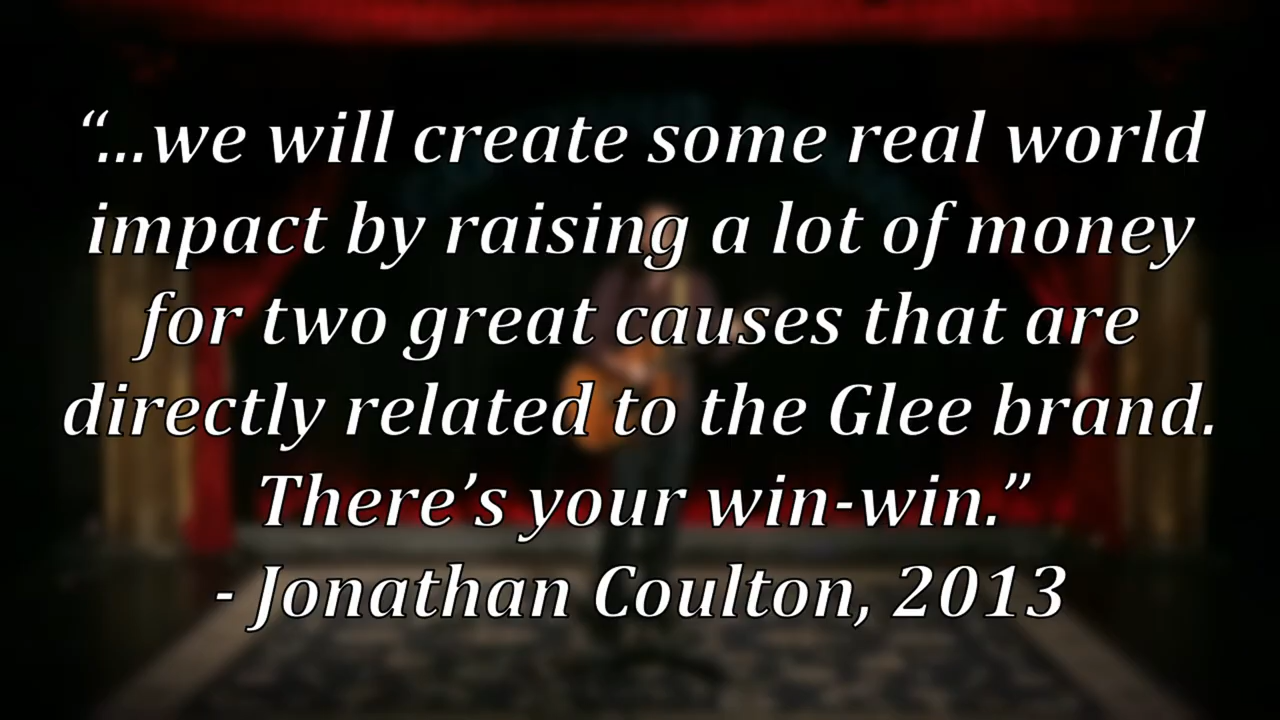 “...we will create some real world
impact by raising a lot of money
for two great causes that are
directly related to the Glee brand.
There’s your win-win.”
- Jonathan Coulton, 2013